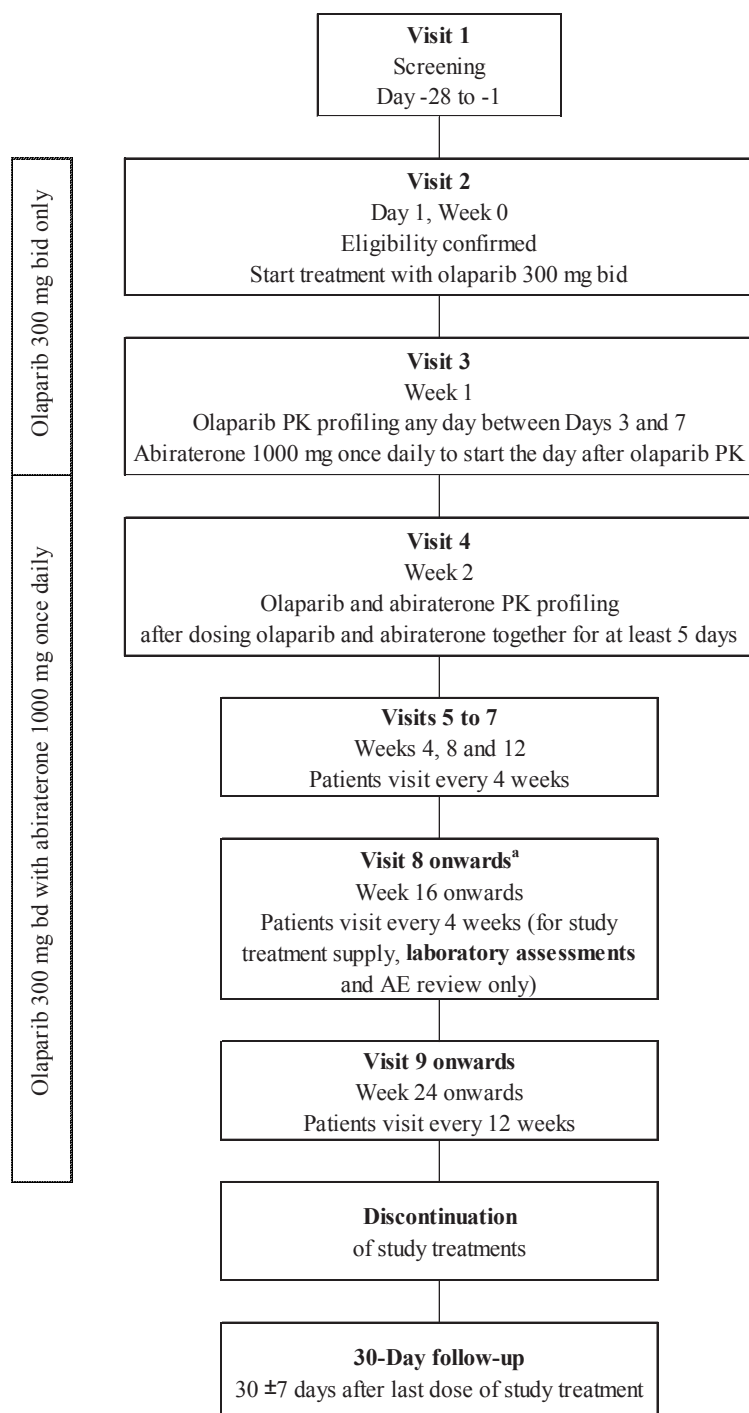 Visit 1
Screening
Day -28 to -1
Olaparib 300 mg bid only
Visit 2
Day 1, Week 0
Eligibility confirmed
Start treatment with olaparib 300 mg bid
Visit 3
Week 1
Olaparib PK profiling any day between Days 3 and 7
Abiraterone 1000 mg once daily to start the day after olaparib PK
Olaparib 300 mg bd with abiraterone 1000 mg once daily
Visit 4
Week 2
Olaparib and abiraterone PK profiling
after dosing olaparib and abiraterone together for at least 5 days
Visits 5 to 7
Weeks 4, 8 and 12
Patients visit every 4 weeks
Visit 8 onwardsᵃ
Week 16 onwards
Patients visit every 4 weeks (for study
treatment supply, laboratory assessments
and AE review only)
Visit 9 onwards
Week 24 onwards
Patients visit every 12 weeks
Discontinuation
of study treatments
30-Day follow-up
30 ±7 days after last dose of study treatment